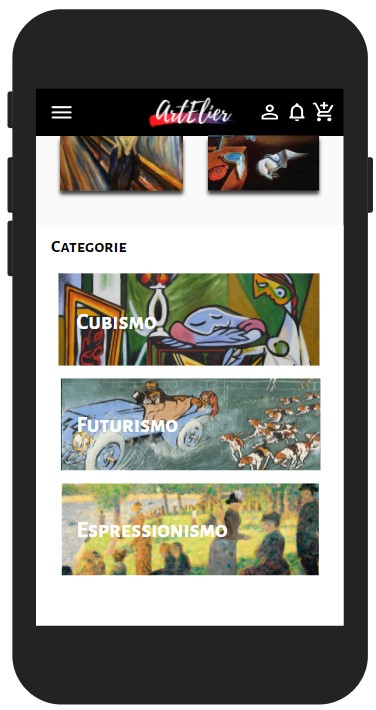 ArtElier
Categorie
Cubismo
Futurismo
Espressionismo